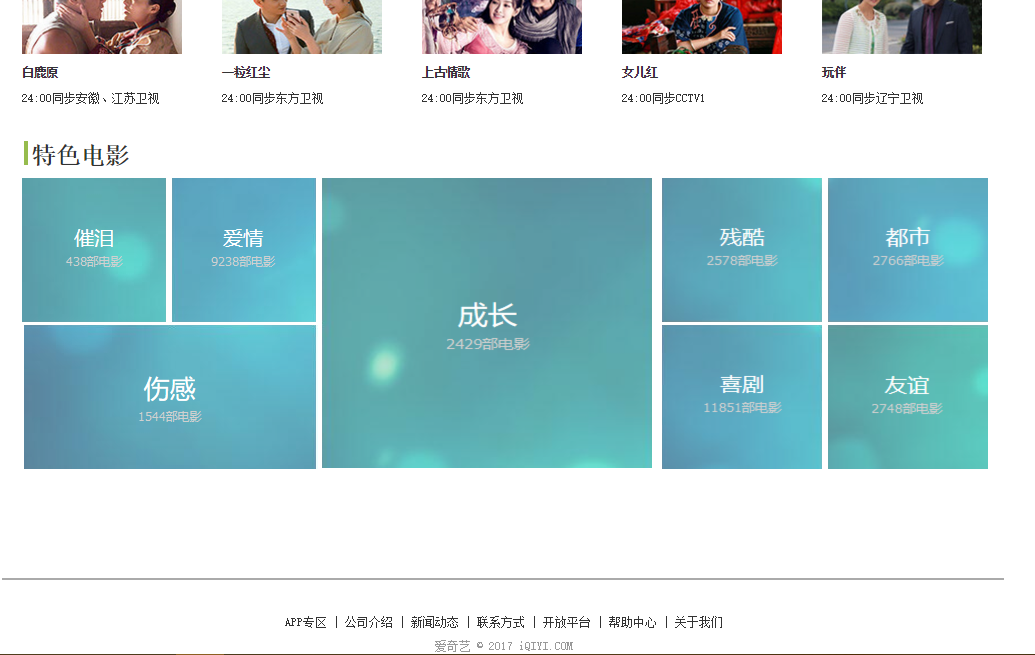 白鹿原
一粒红尘
上古情歌
女儿红
玩伴
24:00同步安徽、江苏卫视
24:00同步东方卫视
24:00同步东方卫视
24:00同步CCTV1
24:00同步辽宁卫视
特色电影
催泪
438部电影
爱情
9238部电影
伤感
1544部电影
成长
2429部电影
残酷
2578部电影
都市
2766部电影
喜剧
11851部电影
友谊
2748部电影
APP专区 | 公司介绍 | 新闻动态 | 联系方式 | 开放平台 | 帮助中心 | 关于我们
爱奇艺 © 2017 iQIYI.COM